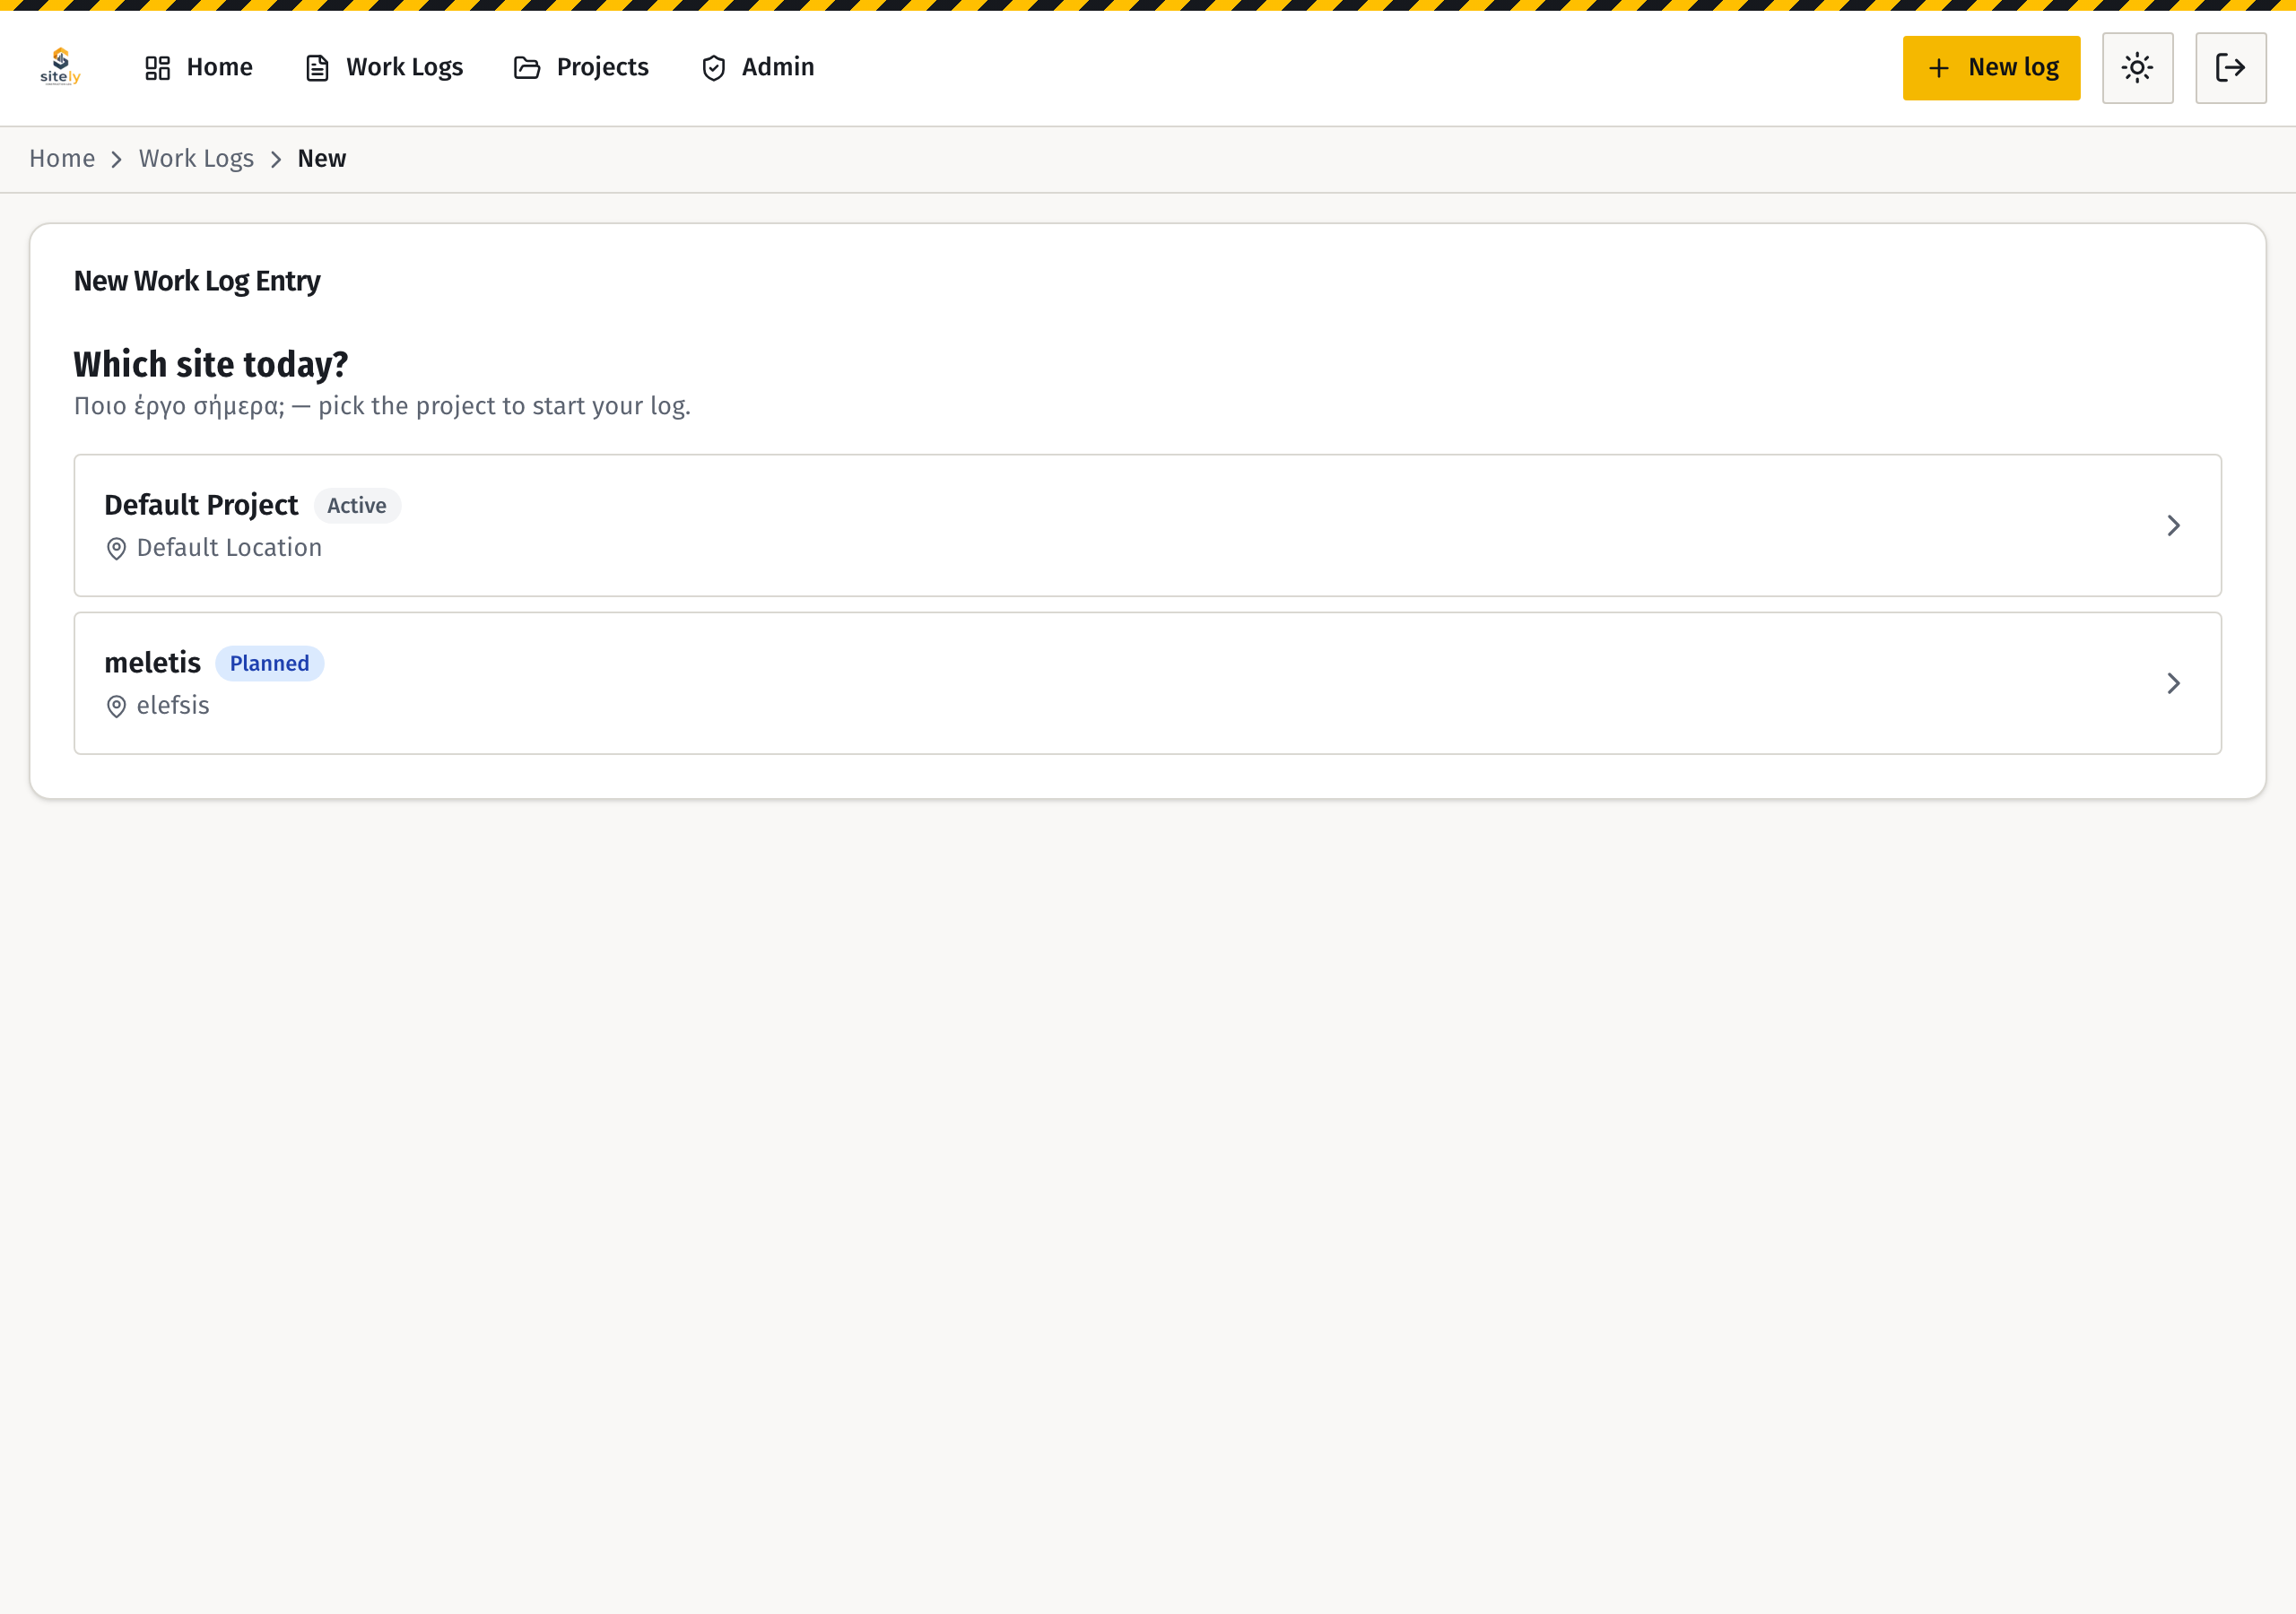 sitely
Home
Work Logs
Projects
Admin
New log
Home > Work Logs > New
New Work Log Entry
Which site today?
Ποιο έργο σήμερα; — pick the project to start your log.
Default Project Active
Default Location
meletis Planned
elefsis